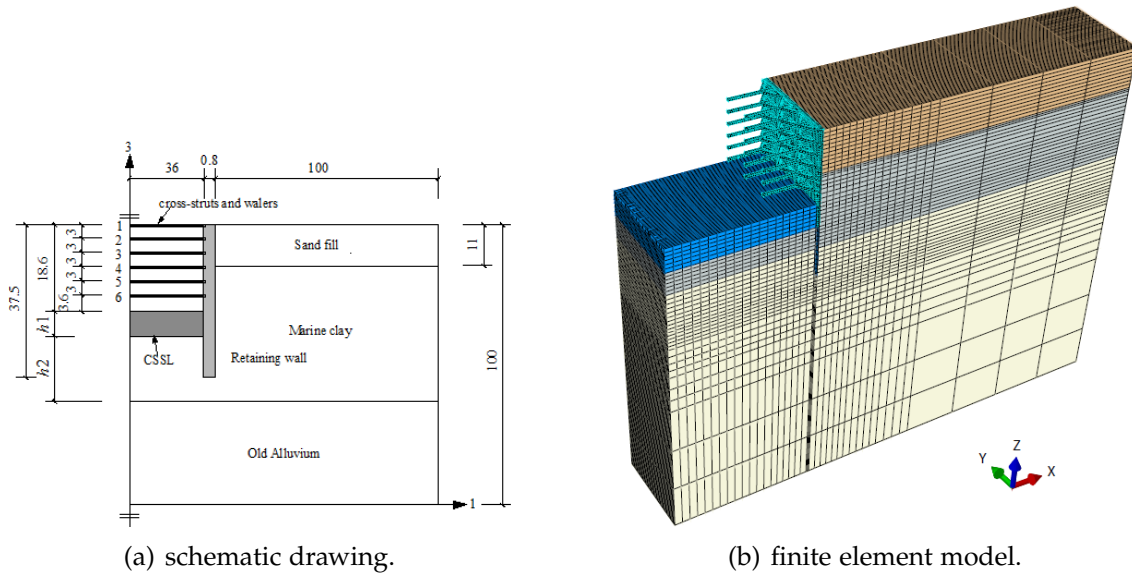 3
0.8
36
100
cross-struts and walers
1
2
3
4
5
6
3
3
3
3
3
3.6
18.6
37.5
h1
h2
11
100
Sand fill
Marine clay
CSSL
Retaining wall
Old Alluvium
1
Z
Y
X
(a) schematic drawing.
(b) finite element model.